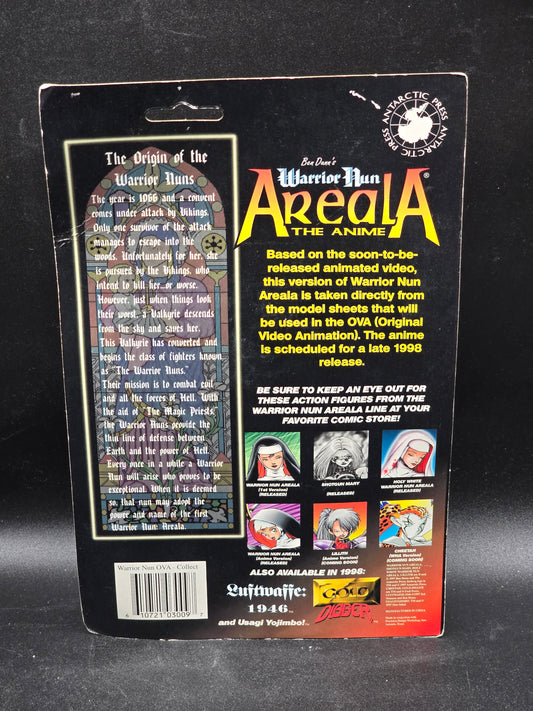 ANTARCTIC PRESS ANTARCTIC PRESS
The Origin of the
Warrior Nuns
The year is 1066 and a convent
comes under attack by Vikings.
Only one survivor of the attack
manages to escape into the
woods. Unfortunately for her, she
is pursued by the Vikings, who
intend to kill her...or worse.
However, just when things look
their worst, a Valkyrie descends
from the sky and saves her.
This Valkyrie has converted and
begins the class of fighters known
as "The Warrior Nuns."
Their mission is to combat evil
and all the forces of Hell. With
the aid of "The Magic Priests,"
the Warrior Nuns provide the
thin line of defense between
Earth and the power of Hell.
Every once in a while a Warrior
Nun will arise who proves to be
exceptional. When it is deemed
so, that nun may adopt the
power and name of the first
Warrior Nun: Areala.
Warrior Nun OVA - Collect
6 10721 03009 7
Ben Dunn's
Warrior Nun
AREALA®
THE ANIME
Based on the soon-to-be-
released animated video,
this version of Warrior Nun
Areala is taken directly from
the model sheets that will
be used in the OVA (Original
Video Animation). The anime
is scheduled for a late 1998
release.
BE SURE TO KEEP AN EYE OUT FOR
THESE ACTION FIGURES FROM THE
WARRIOR NUN AREALA LINE AT YOUR
FAVORITE COMIC STORE!
WARRIOR NUN AREALA
(1st Version)
(RELEASED)
SHOTGUN MARY
(RELEASED)
HOLY WHITE
WARRIOR NUN AREALA
(RELEASED)
WARRIOR NUN AREALA
(Anime Version)
(RELEASED)
LILLITH
(Anime Version)
(COMING SOON)
CHEETAH
(Wild Version)
(COMING SOON)
ALSO AVAILABLE IN 1998:
Luftwaffe:
1946™
GOLD
DIGGER™
and Usagi Yojimbo!™